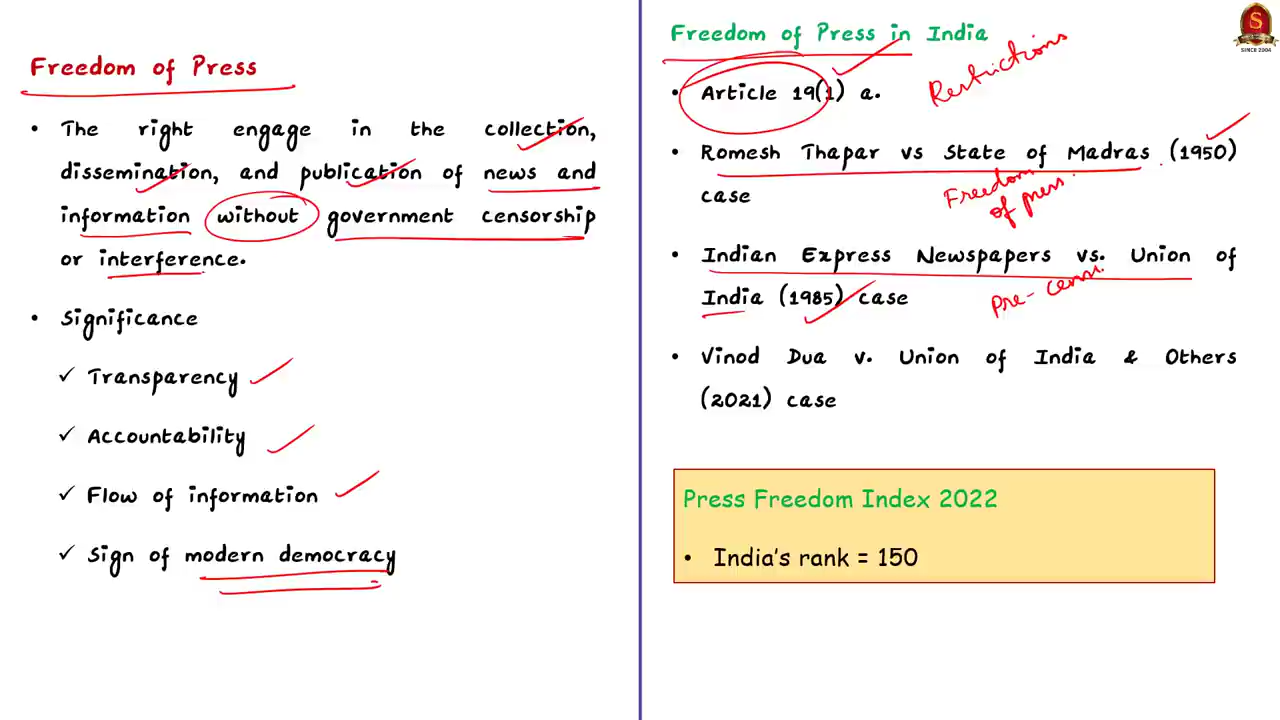 Freedom of Press
• The right engage in the collection,
dissemination, and publication of news and
information without government censorship
or interference.
• Significance
✓ Transparency
✓ Accountability
✓ Flow of information
✓ Sign of modern democracy
Freedom of Press in India
Restrictions
• Article 19(1) a.
• Romesh Thapar vs State of Madras (1950)
case
Freedom
of press
• Indian Express Newspapers vs. Union of
India (1985) case
Pre-
• Vinod Dua v. Union of India & Others
(2021) case
Press Freedom Index 2022
• India's rank = 150
SINCE 2004